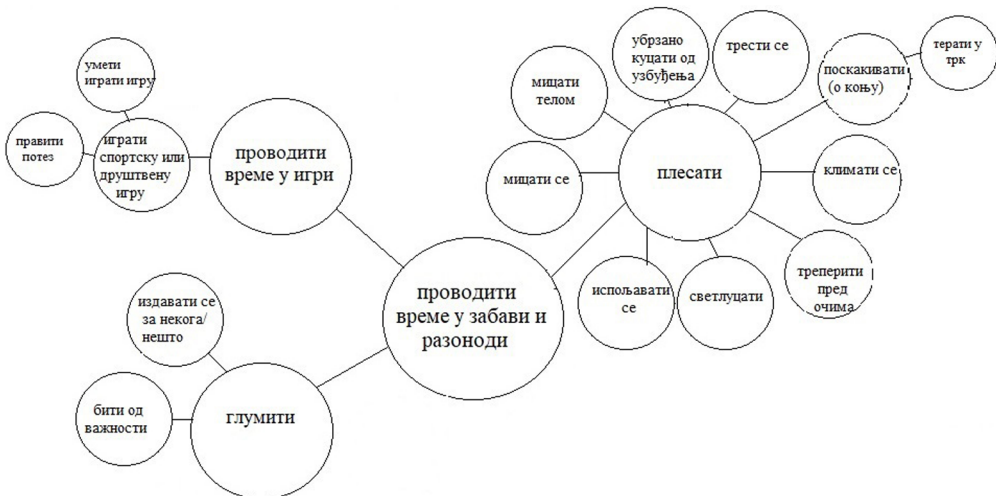 умети
играти игру
правити
потез
играти
спортску или
друштвену
игру
проводити
време у игри
мицати
телом
убрзано
куцати од
узбуђења
трести се
поскакивати
(о коњу)
терати у
трк
мицати се
плесати
климати се
испољавати
се
светлуцати
треперити
пред
очима
проводити
време у забави и
разоноди
издавати се
за некога/
нешто
бити од
важности
глумити